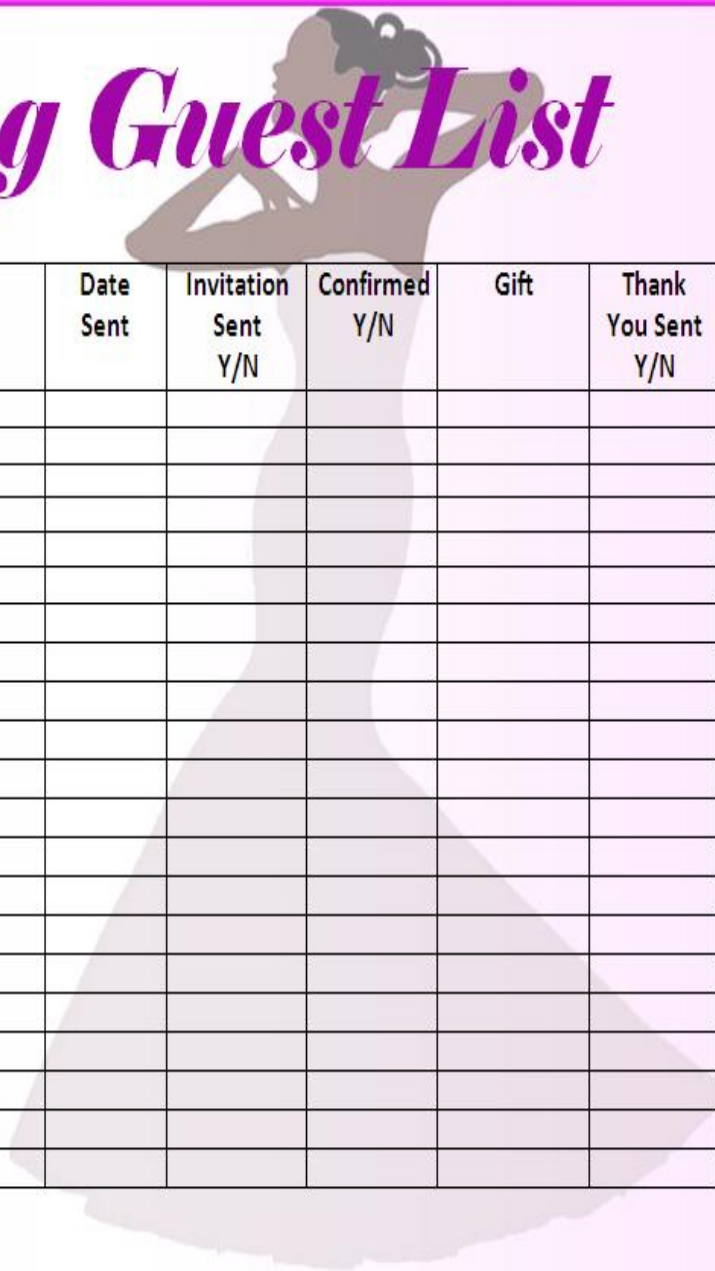 g Guest List
Date Invitation Confirmed Gift Thank
Sent Sent Y/N You Sent
Y/N Y/N